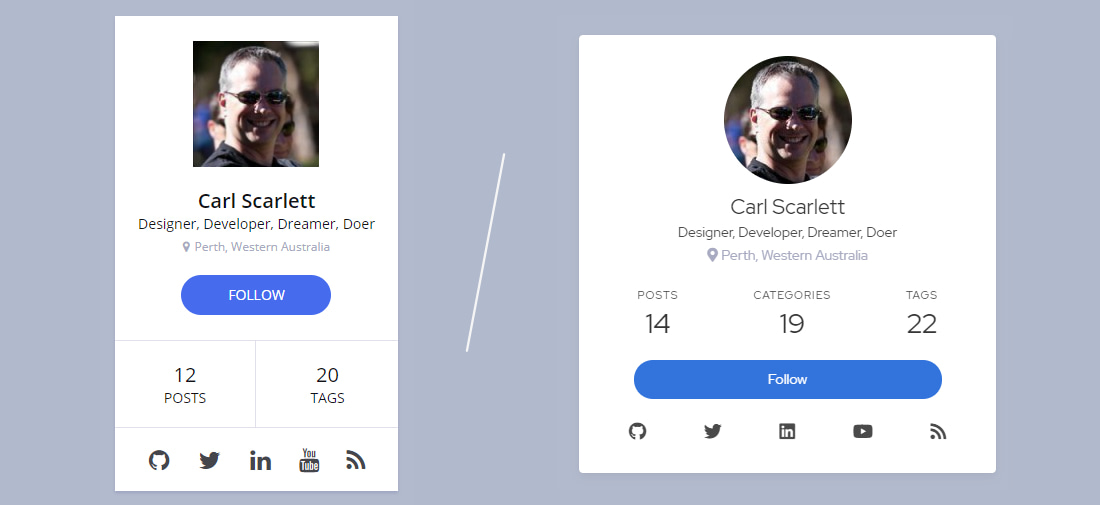 Carl Scarlett
Designer, Developer, Dreamer, Doer
Perth, Western Australia
FOLLOW
12 20
POSTS TAGS
You
Tube
Carl Scarlett
Designer, Developer, Dreamer, Doer
Perth, Western Australia
POSTS CATEGORIES TAGS
14 19 22
Follow